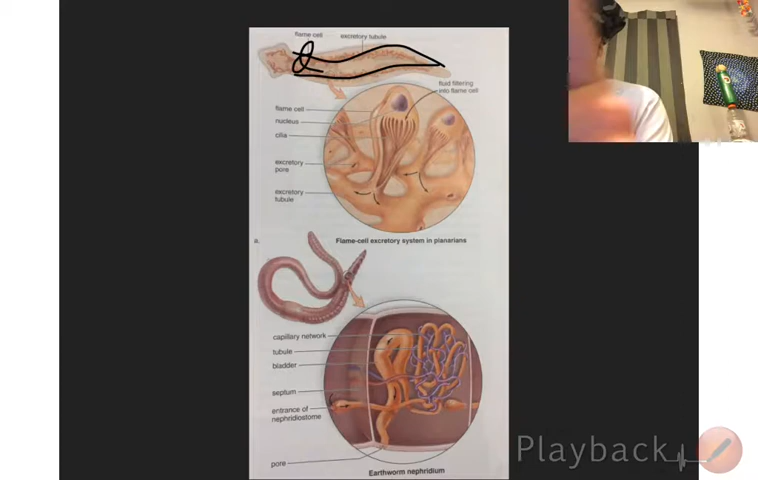 flame cell
excretory tubule
fluid filtering
into flame cell
flame cell
nucleus
cilia
excretory
pore
excretory
tubule
a.
Flame-cell excretory system in planarians
capillary network
tubule
bladder
septum
entrance of
nephridiostome
pore
Earthworm nephridium
Playback